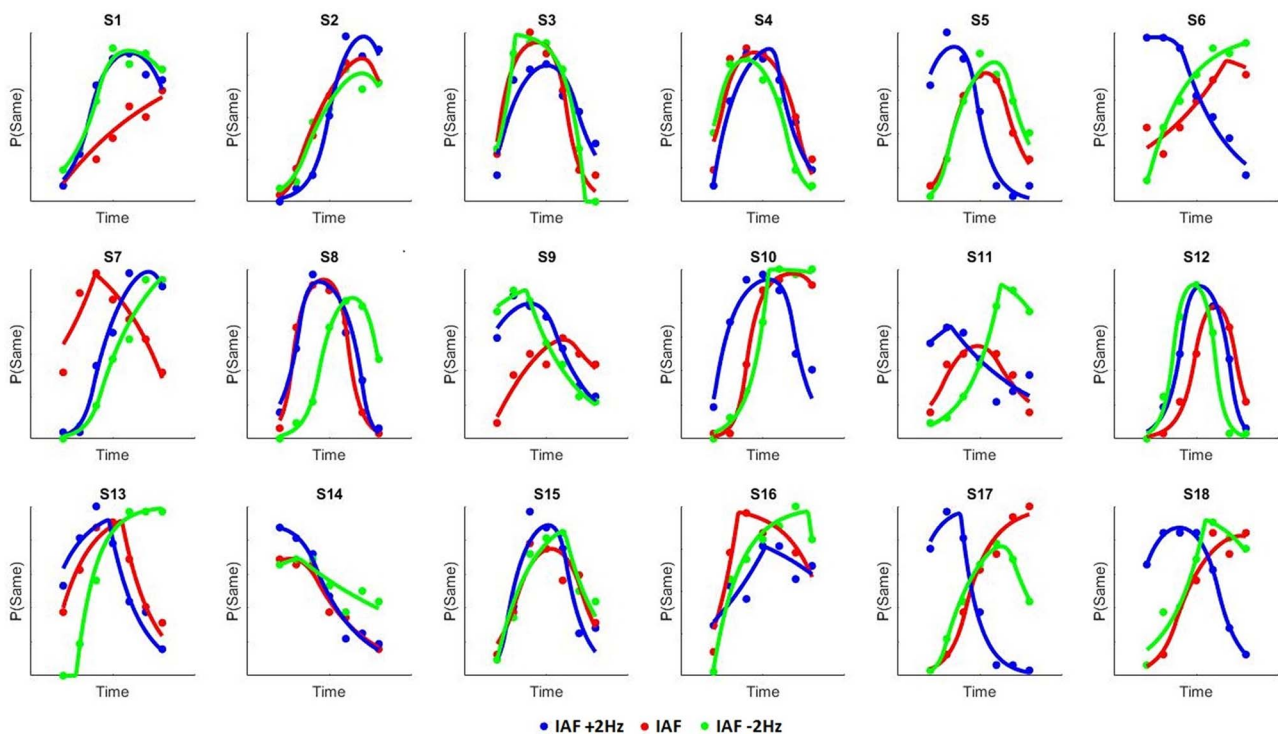 S1 S2 S3 S4 S5 S6
P(Same) P(Same) P(Same) P(Same) P(Same) P(Same)
Time Time Time Time Time Time
S7 S8 S9 S10 S11 S12
P(Same) P(Same) P(Same) P(Same) P(Same) P(Same)
Time Time Time Time Time Time
S13 S14 S15 S16 S17 S18
P(Same) P(Same) P(Same) P(Same) P(Same) P(Same)
Time Time Time Time Time Time
IAF +2Hz IAF IAF -2Hz